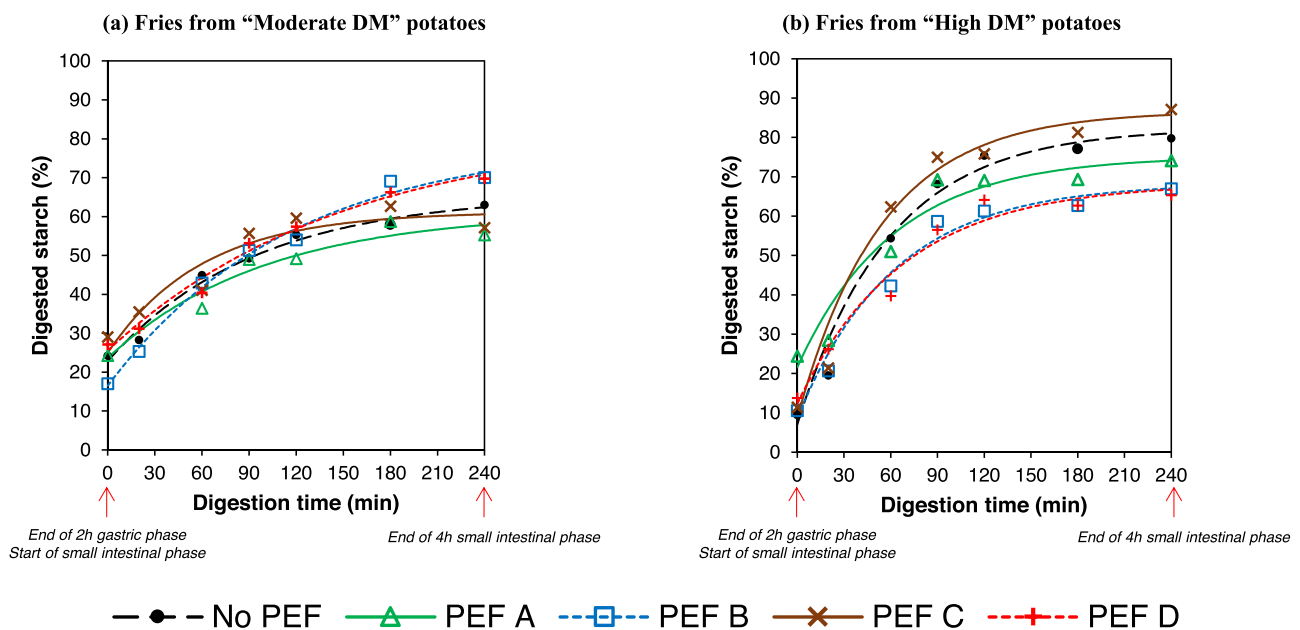 (a) Fries from “Moderate DM” potatoes
100
90
80
70
60
50
40
30
20
10
0
Digested starch (%)
0 30 60 90 120 150 180 210 240
Digestion time (min)
End of 2h gastric phase
Start of small intestinal phase
End of 4h small intestinal phase
(b) Fries from “High DM” potatoes
100
90
80
70
60
50
40
30
20
10
0
Digested starch (%)
0 30 60 90 120 150 180 210 240
Digestion time (min)
End of 2h gastric phase
Start of small intestinal phase
End of 4h small intestinal phase
No PEF PEF A PEF B PEF C PEF D